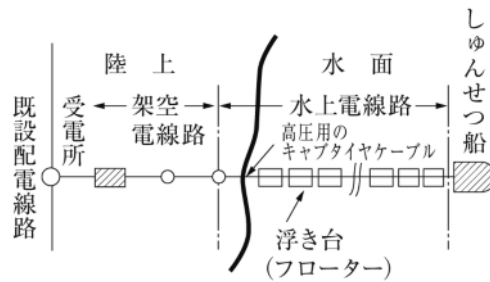 既設配電線路
受電所
陸上
架空
電線路
水面
水上電線路
高圧用の
キャブタイヤケーブル
浮き台
(フローター)
しゅんせつ船